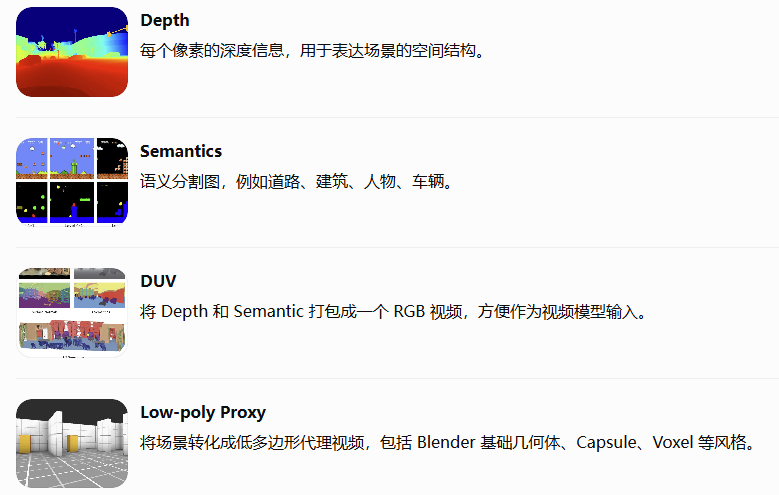 Depth
每个像素的深度信息，用于表达场景的空间结构。
Semantics
语义分割图，例如道路、建筑、人物、车辆。
DUV
将 Depth 和 Semantic 打包成一个 RGB 视频，方便作为视频模型输入。
Low-poly Proxy
将场景转化成低多边形代理视频，包括 Blender 基础几何体、Capsule、Voxel 等风格。